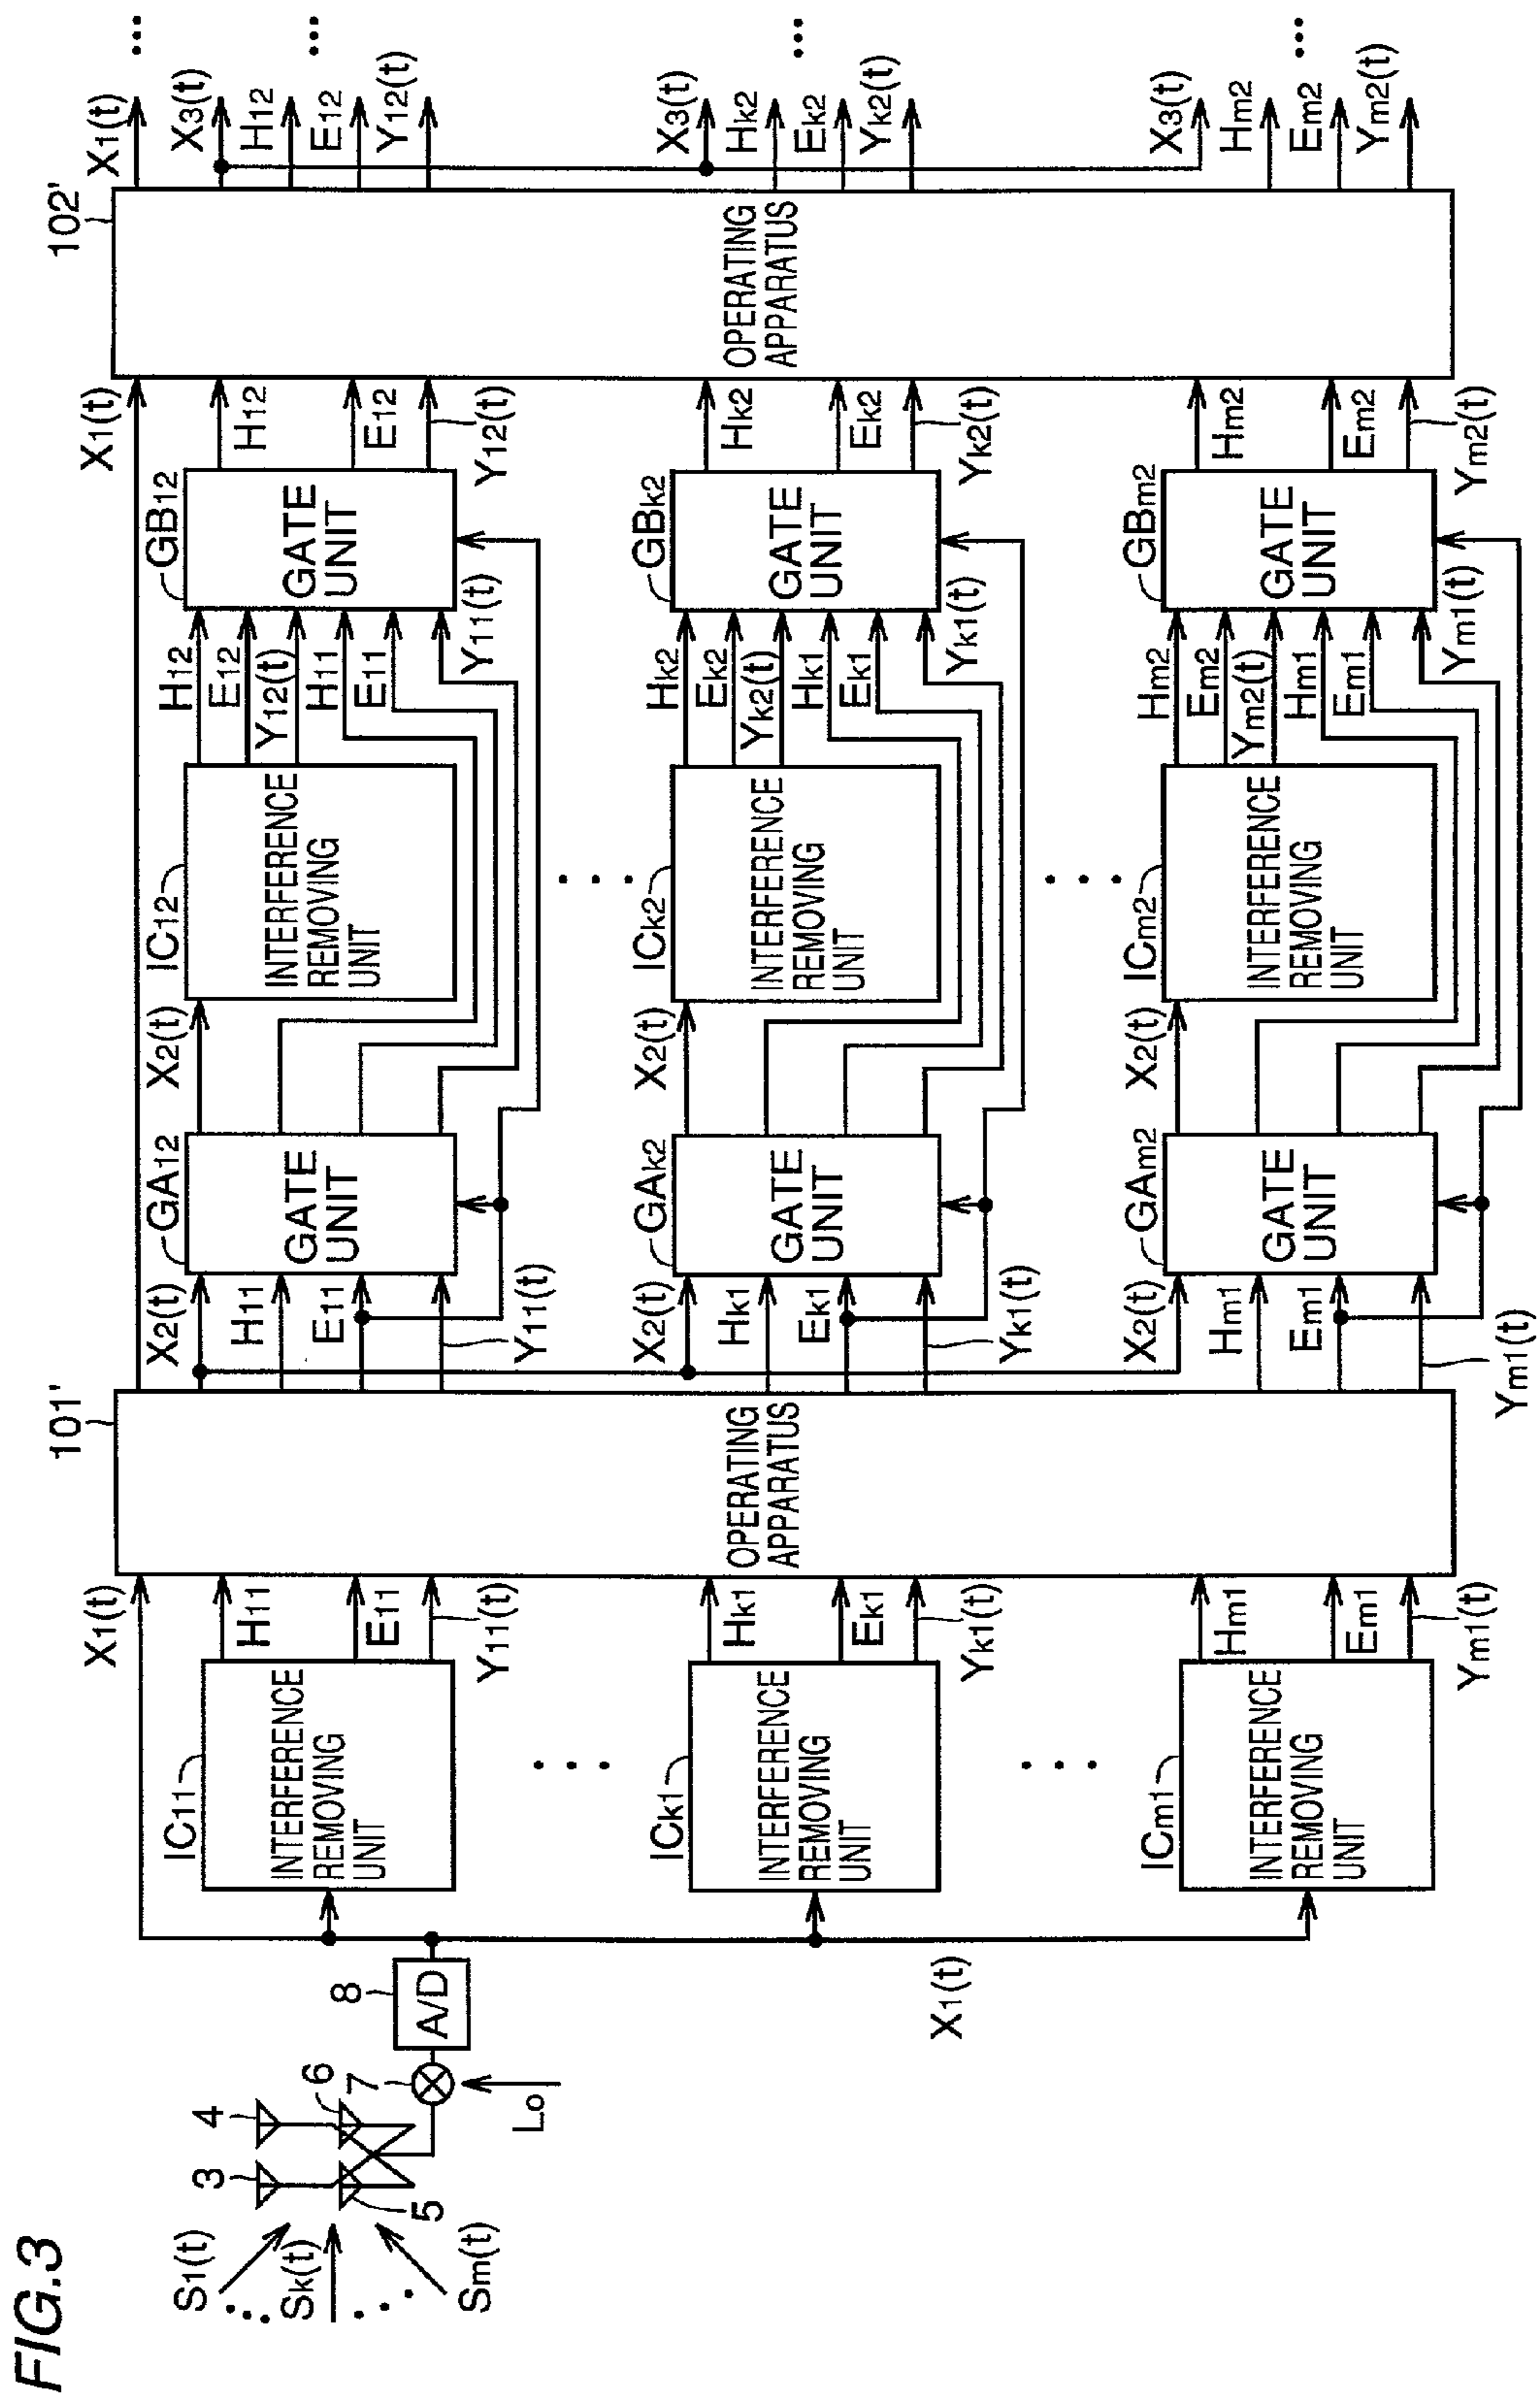 FIG.3
S1(t)
Sk(t)
Sm(t)
3
4
5
6
7
8
A/D
Lo
X1(t)
X1(t)
IC11
INTERFERENCE
REMOVING
UNIT
H11
E11
Y11(t)
ICk1
INTERFERENCE
REMOVING
UNIT
Hk1
Ek1
Yk1(t)
ICm1
INTERFERENCE
REMOVING
UNIT
Hm1
Em1
Ym1(t)
101'
OPERATING
APPARATUS
X2(t)
H11
E11
Y11(t)
X2(t)
Hk1
Ek1
Yk1(t)
X2(t)
Hm1
Em1
Ym1(t)
GA12
GATE
UNIT
GAk2
GATE
UNIT
GAm2
GATE
UNIT
X2(t)
X2(t)
X2(t)
IC12
INTERFERENCE
REMOVING
UNIT
ICk2
INTERFERENCE
REMOVING
UNIT
ICm2
INTERFERENCE
REMOVING
UNIT
H12
E12
Y12(t)
H11
E11
Y11(t)
Hk2
Ek2
Yk2(t)
Hk1
Ek1
Yk1(t)
Hm2
Em2
Ym2(t)
Hm1
Em1
Ym1(t)
GB12
GATE
UNIT
GBk2
GATE
UNIT
GBm2
GATE
UNIT
X1(t)
H12
E12
Y12(t)
Hk2
Ek2
Yk2(t)
Hm2
Em2
Ym2(t)
102'
OPERATING
APPARATUS
X1(t)
X3(t)
H12
E12
Y12(t)
X3(t)
Hk2
Ek2
Yk2(t)
X3(t)
Hm2
Em2
Ym2(t)